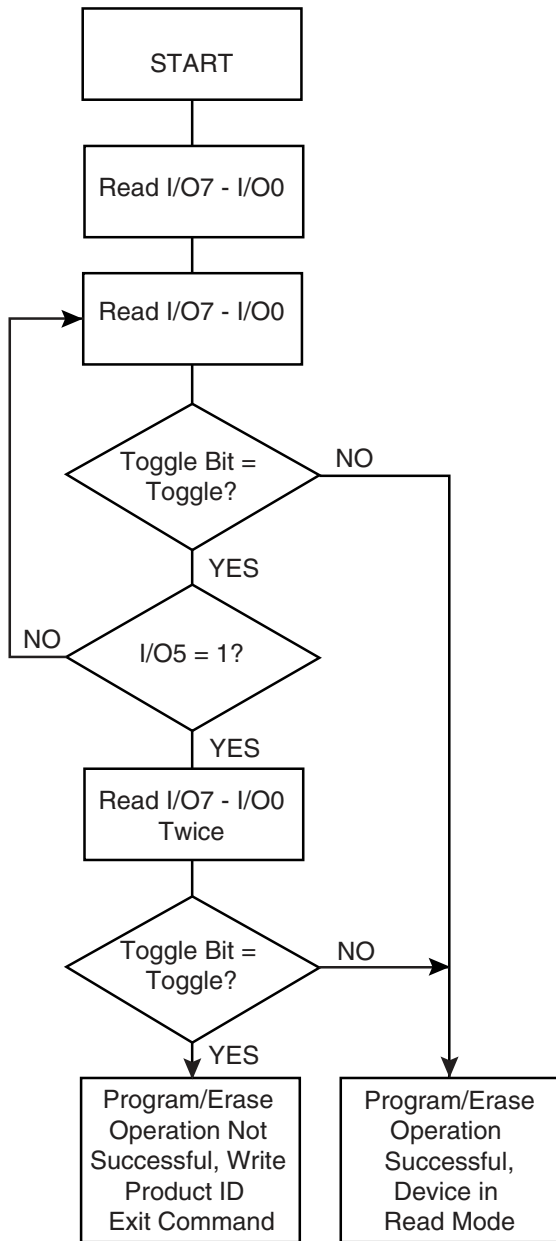 START
Read I/O7 - I/O0
Read I/O7 - I/O0
Toggle Bit =
Toggle?
NO
YES
NO
I/O5 = 1?
YES
Read I/O7 - I/O0
Twice
Toggle Bit =
Toggle?
NO
YES
Program/Erase
Operation Not
Successful, Write
Product ID
Exit Command
Program/Erase
Operation
Successful,
Device in
Read Mode